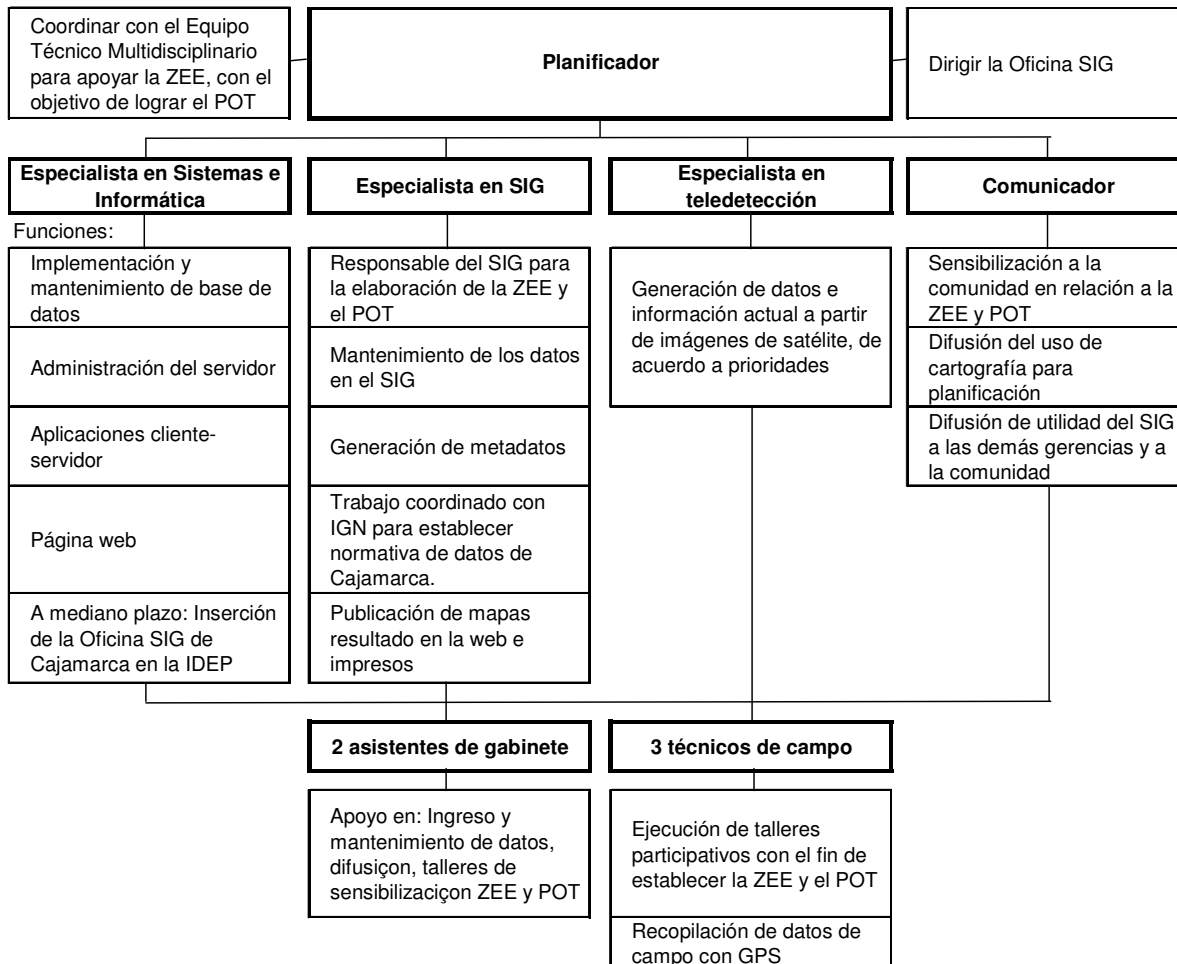 Coordinar con el Equipo
Técnico Multidisciplinario
para apoyar la ZEE, con el
objetivo de lograr el POT
Planificador
Dirigir la Oficina SIG
Especialista en Sistemas e
Informática
Especialista en SIG
Especialista en
teledetección
Comunicador
Funciones:
Implementación y
mantenimiento de base de
datos
Administración del servidor
Aplicaciones cliente-
servidor
Página web
A mediano plazo: Inserción
de la Oficina SIG de
Cajamarca en la IDEP
Responsable del SIG para
la elaboración de la ZEE y
el POT
Mantenimiento de los datos
en el SIG
Generación de metadatos
Trabajo coordinado con
IGN para establecer
normativa de datos de
Cajamarca.
Publicación de mapas
resultado en la web e
impresos
Generación de datos e
información actual a partir
de imágenes de satélite, de
acuerdo a prioridades
Sensibilización a la
comunidad en relación a la
ZEE y POT
Difusión del uso de
cartografía para
planificación
Difusión de utilidad del SIG
a las demás gerencias y a
la comunidad
2 asistentes de gabinete
3 técnicos de campo
Apoyo en: Ingreso y
mantenimiento de datos,
difusiçon, talleres de
sensibilizaciçon ZEE y POT
Ejecución de talleres
participativos con el fin de
establecer la ZEE y el POT
Recopilación de datos de
campo con GPS